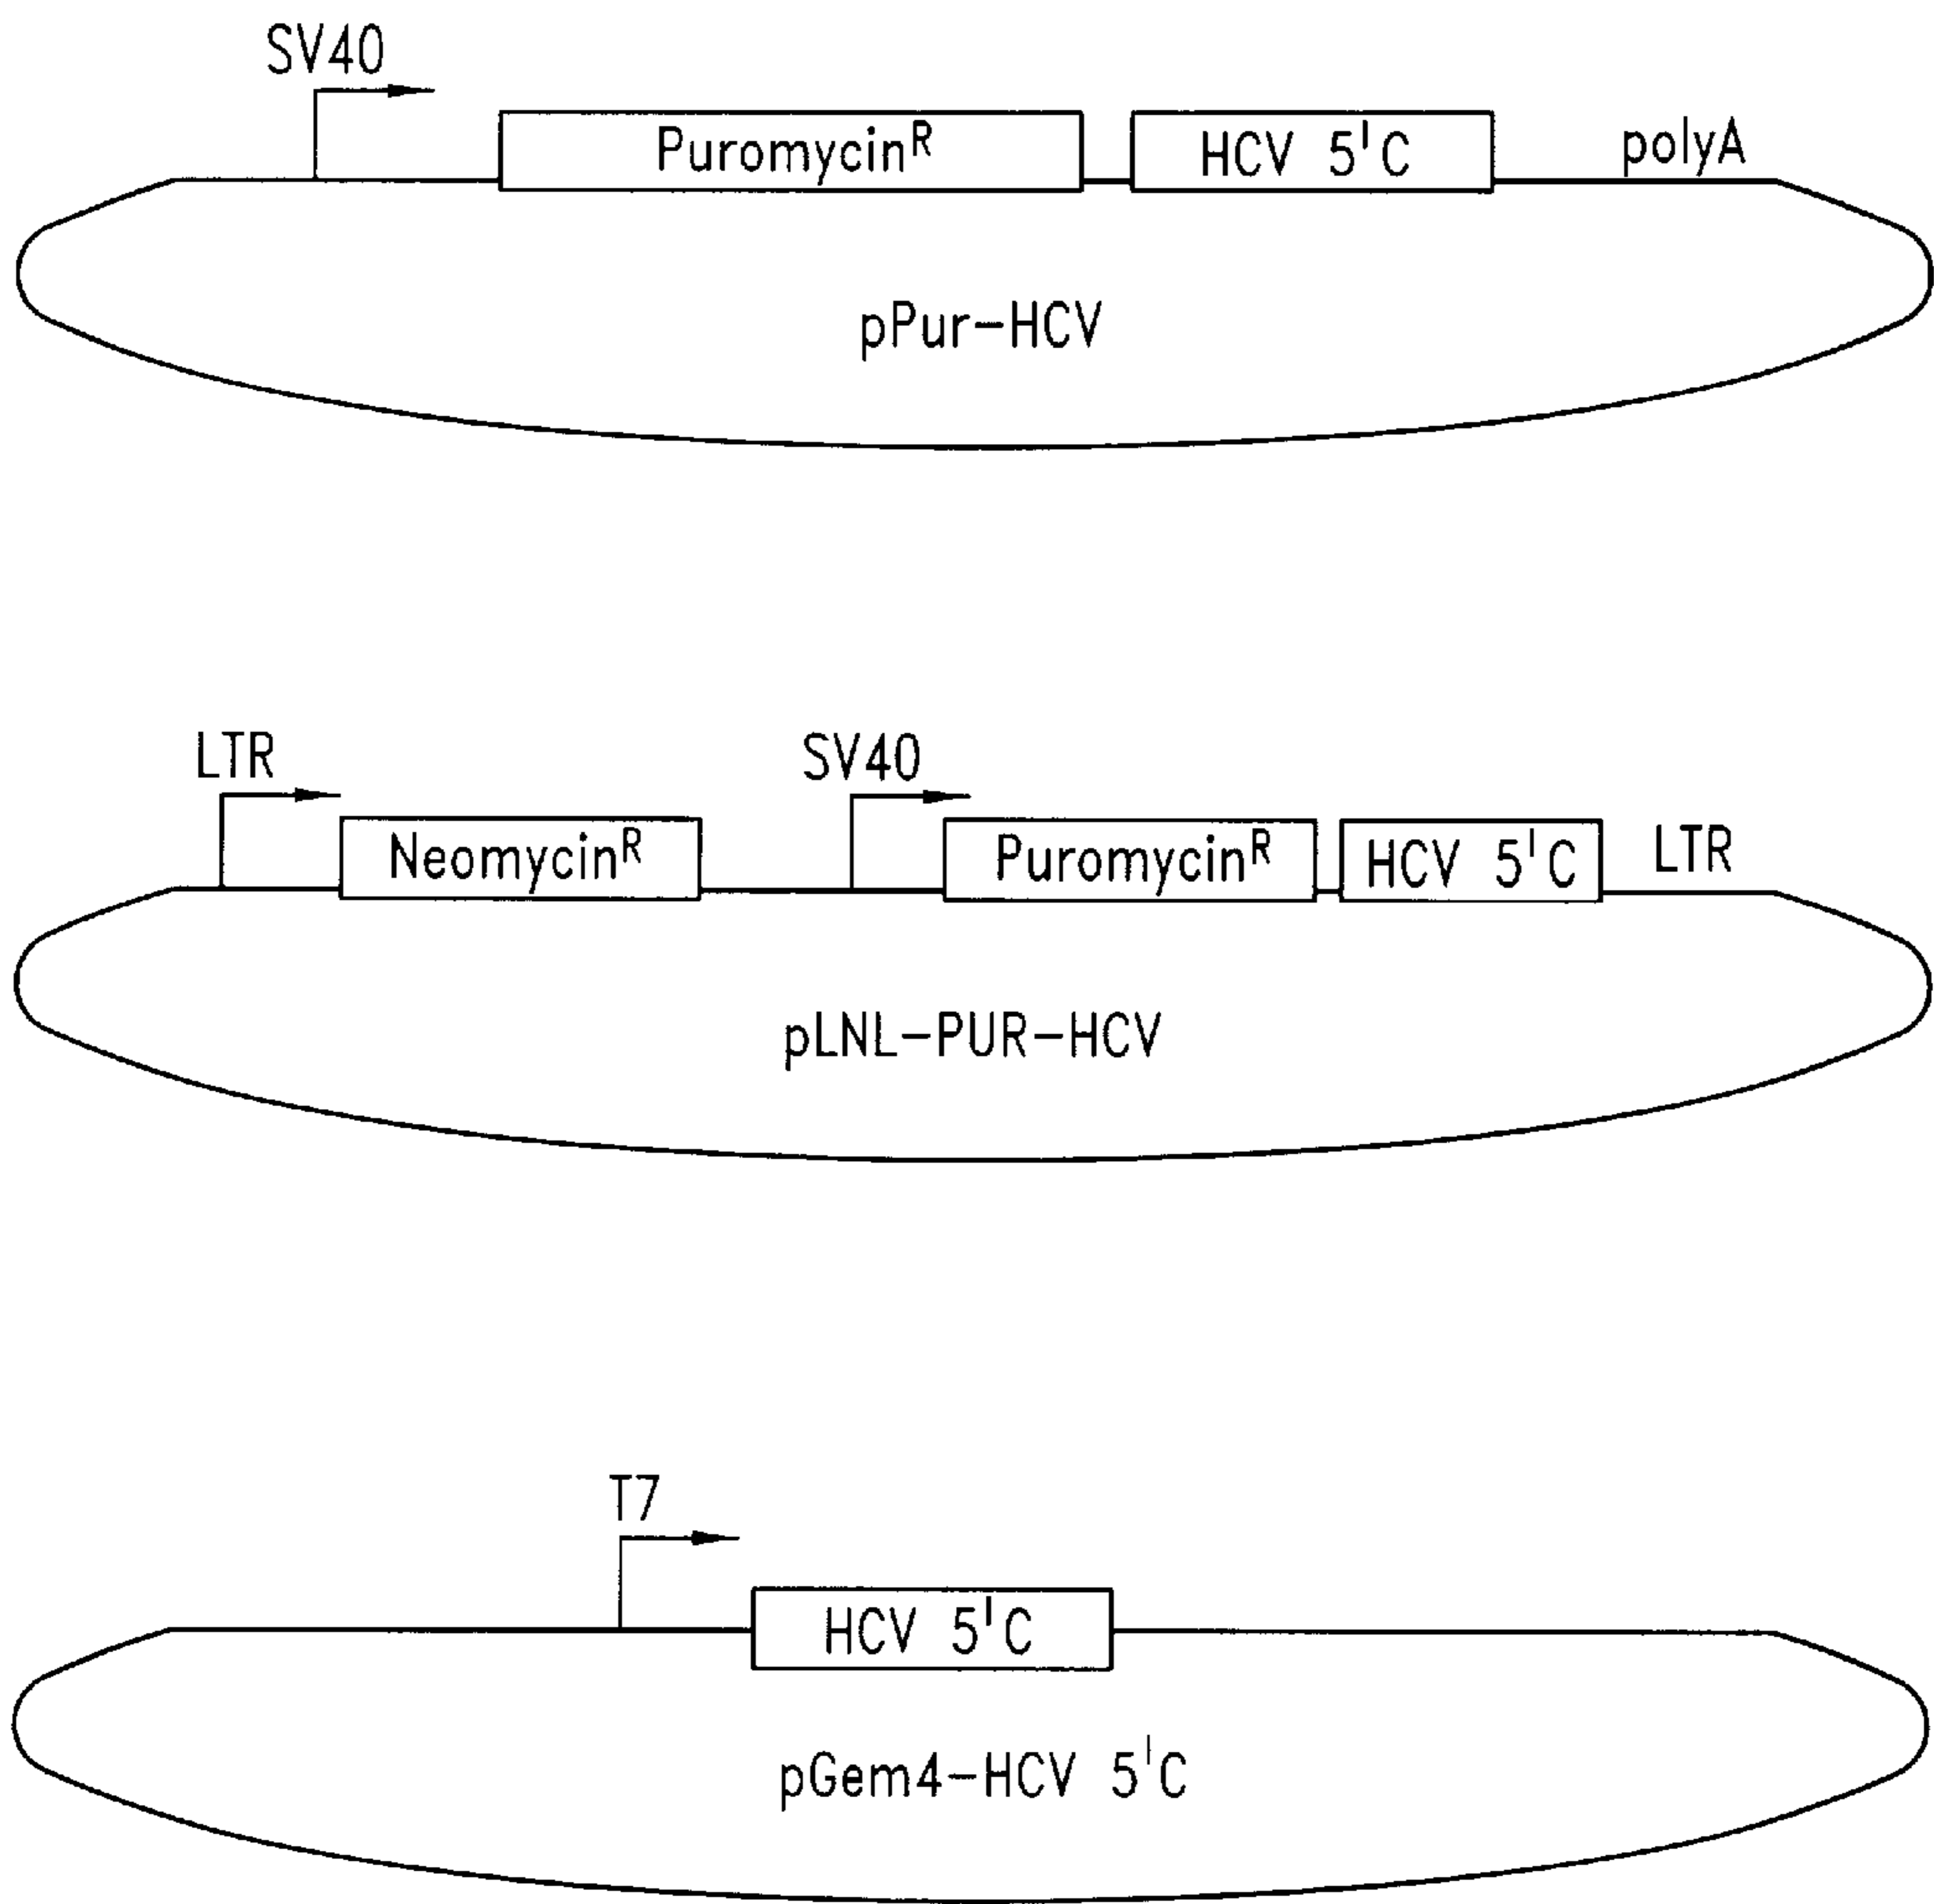 SV40
Puromycin^R HCV 5'C polyA
pPur-HCV
LTR SV40
Neomycin^R Puromycin^R HCV 5'C LTR
pLNL-PUR-HCV
T7
HCV 5'C
pGem4-HCV 5'C